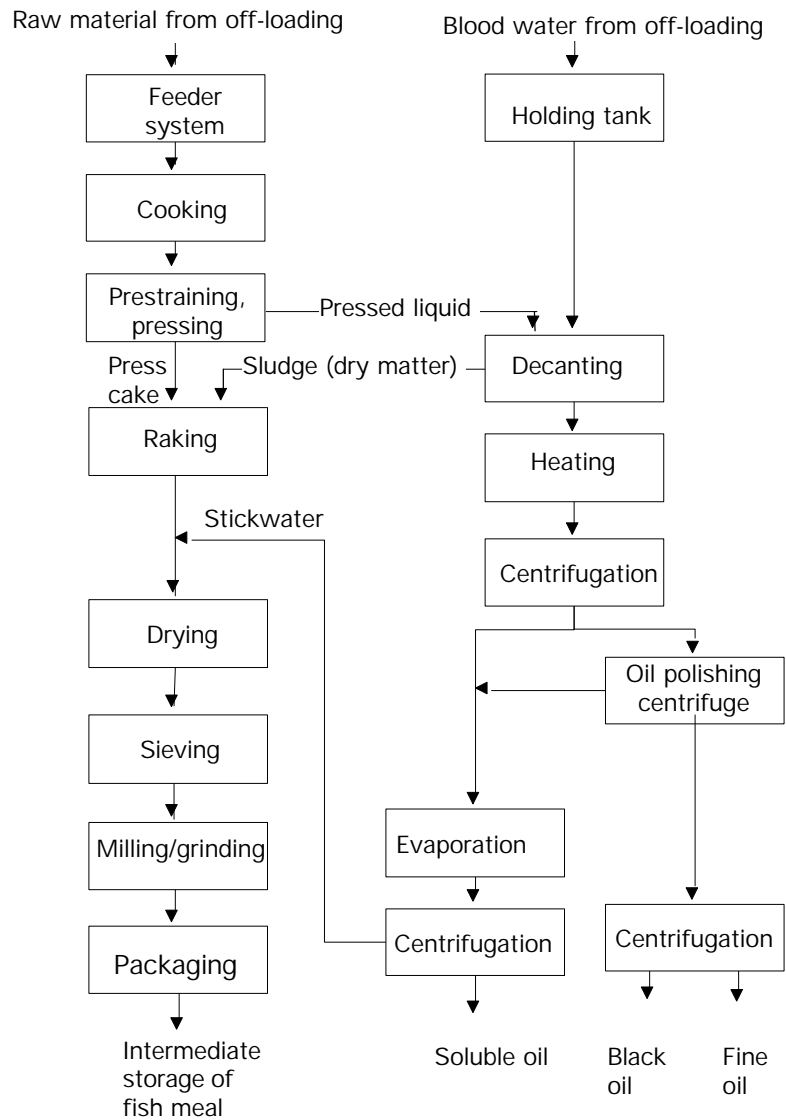 Raw material from off-loading
Blood water from off-loading
Feeder
system
Holding tank
Cooking
Prestraining,
pressing
Pressed liquid
Press
cake
Sludge (dry matter)
Decanting
Raking
Heating
Stickwater
Centrifugation
Drying
Oil polishing
centrifuge
Sieving
Milling/grinding
Evaporation
Packaging
Centrifugation
Centrifugation
Intermediate
storage of
fish meal
Soluble oil
Black
oil
Fine
oil